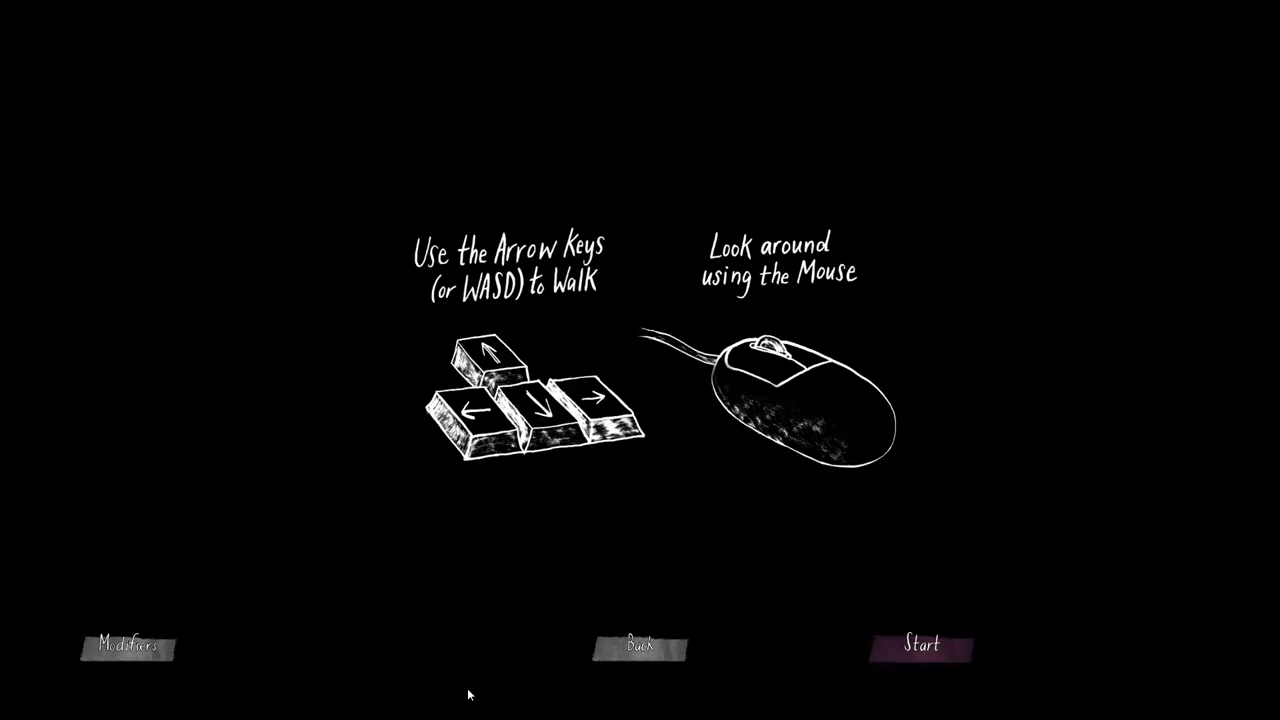 Use the Arrow Keys
(or WASD) to Walk
Look around
using the Mouse
Modifiers
Back
Start